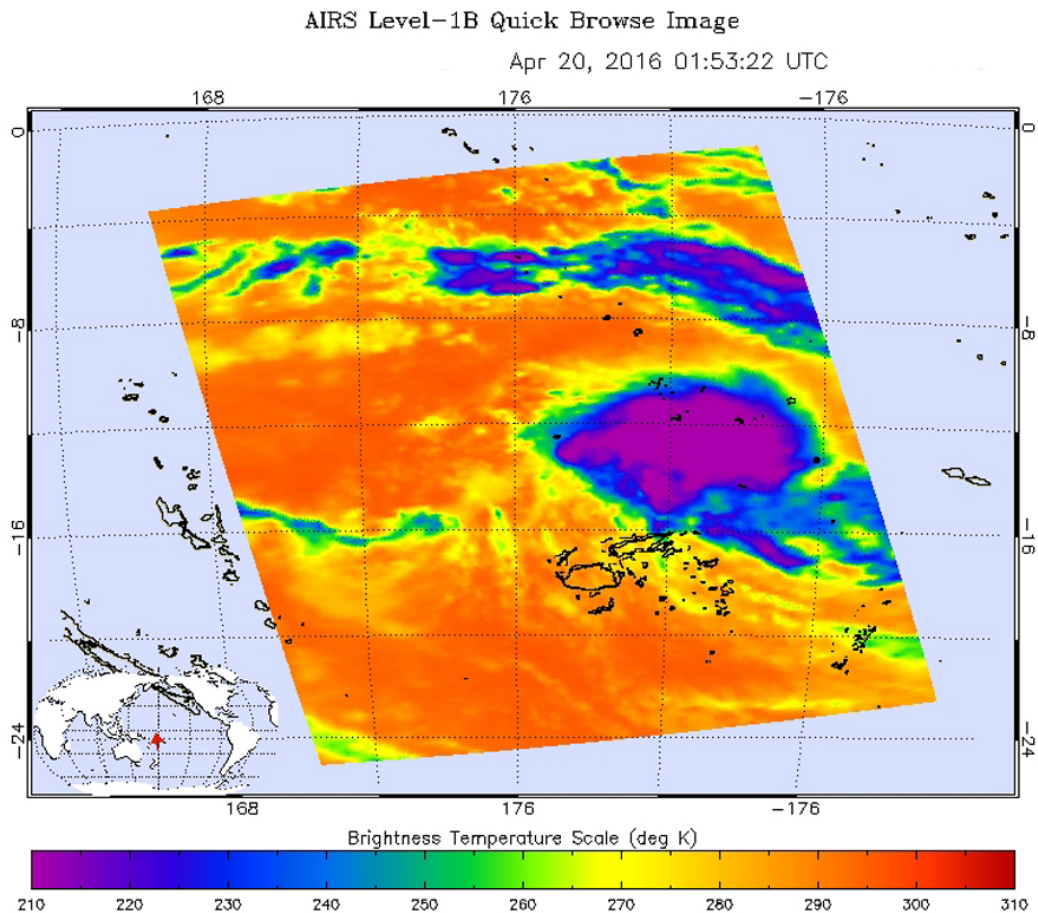 AIRS Level-1B Quick Browse Image
Apr 20, 2016 01:53:22 UTC
168 176 -176
0 0
-8 -8
-16 -16
-24 -24
168 176 -176
Brightness Temperature Scale (deg K)
210 220 230 240 250 260 270 280 290 300 310